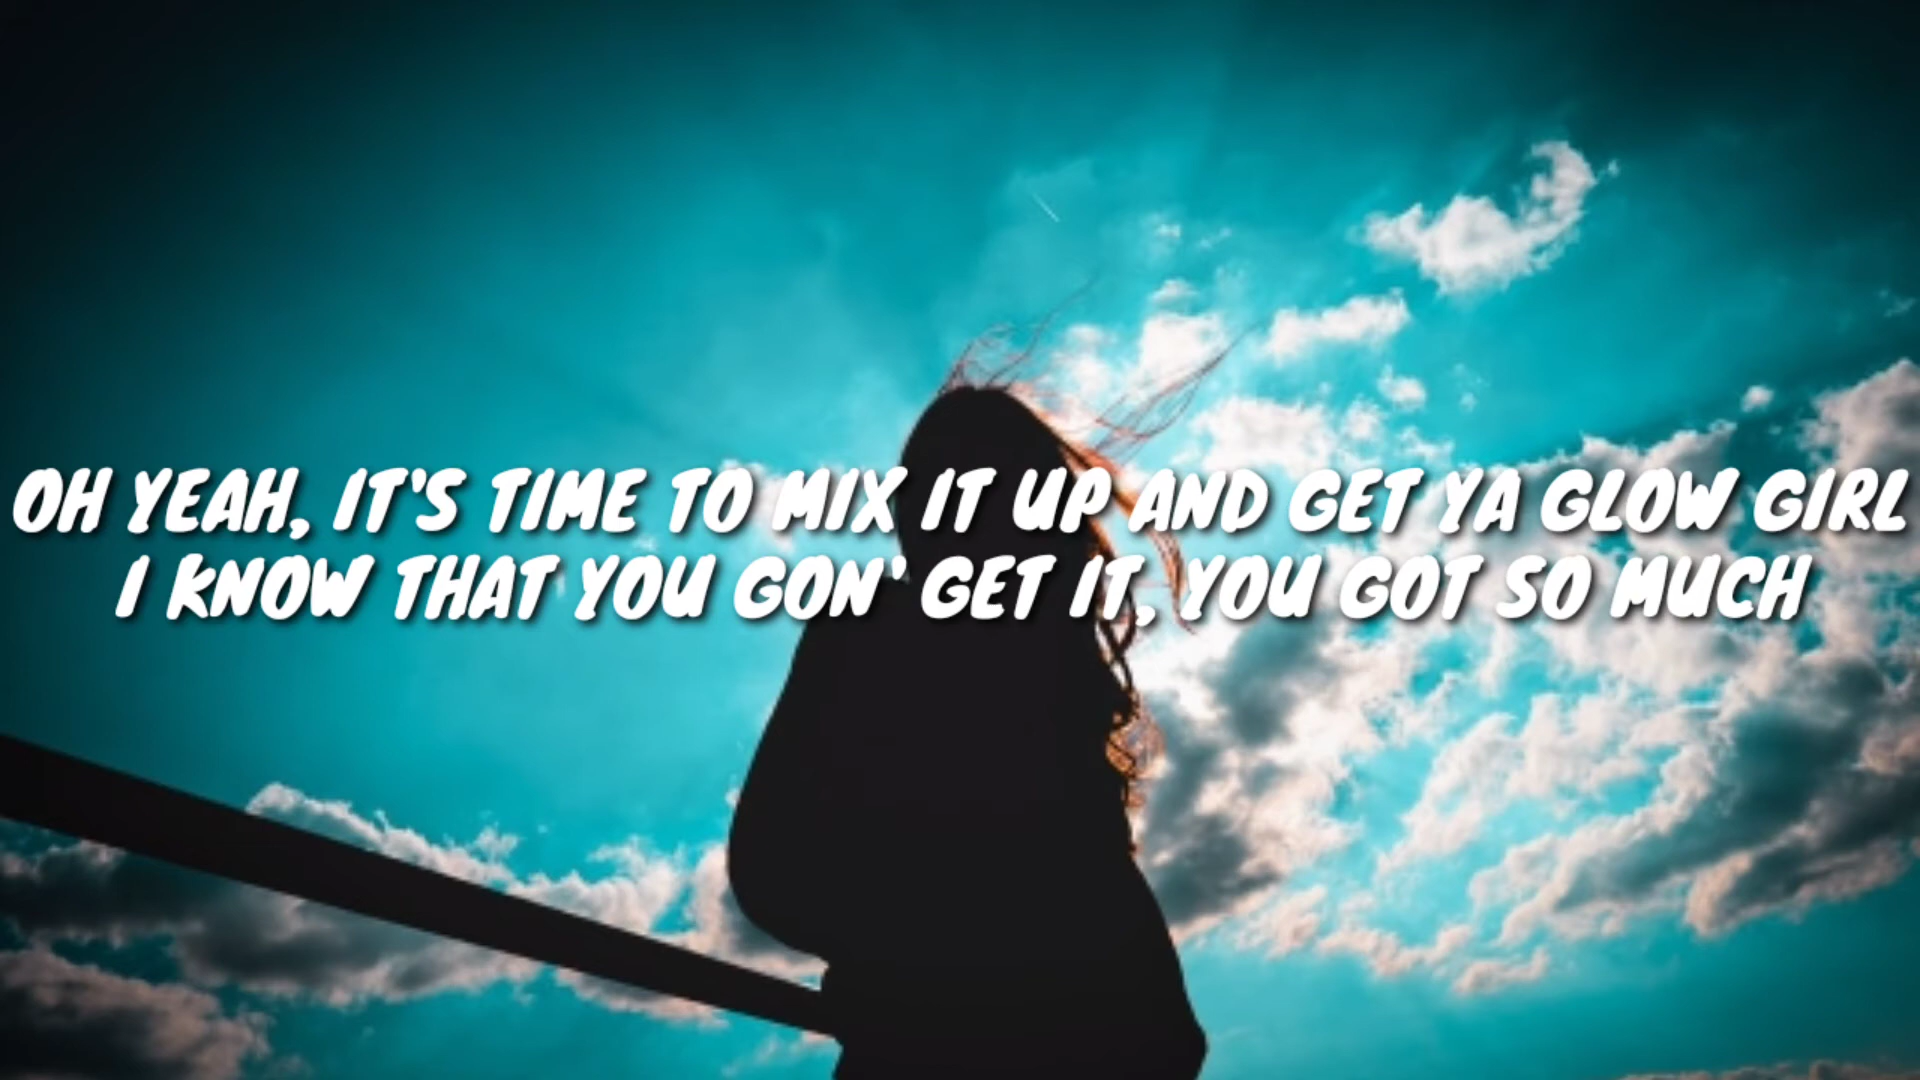 OH YEAH, IT'S TIME TO MIX IT UP AND GET YA GLOW GIRL
I KNOW THAT YOU GON' GET IT, YOU GOT SO MUCH